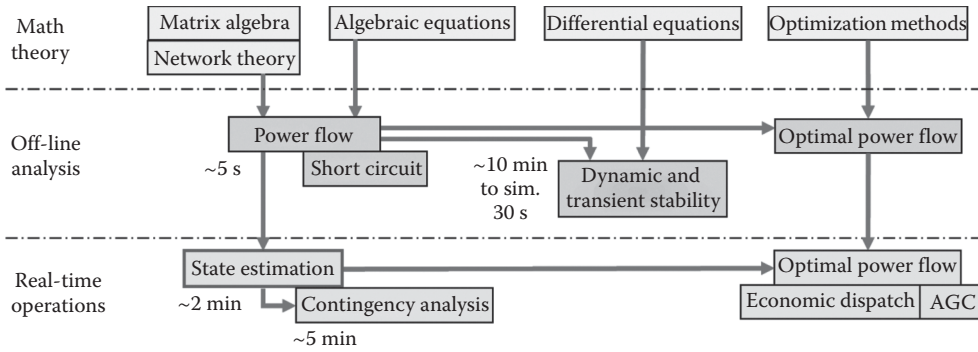 Math
theory
Matrix algebra
Network theory
Algebraic equations
Differential equations
Optimization methods
Off-line
analysis
Power flow
Short circuit
~5 s
~10 min
to sim.
30 s
Dynamic and
transient stability
Optimal power flow
Real-time
operations
State estimation
~2 min
Contingency analysis
~5 min
Optimal power flow
Economic dispatch
AGC